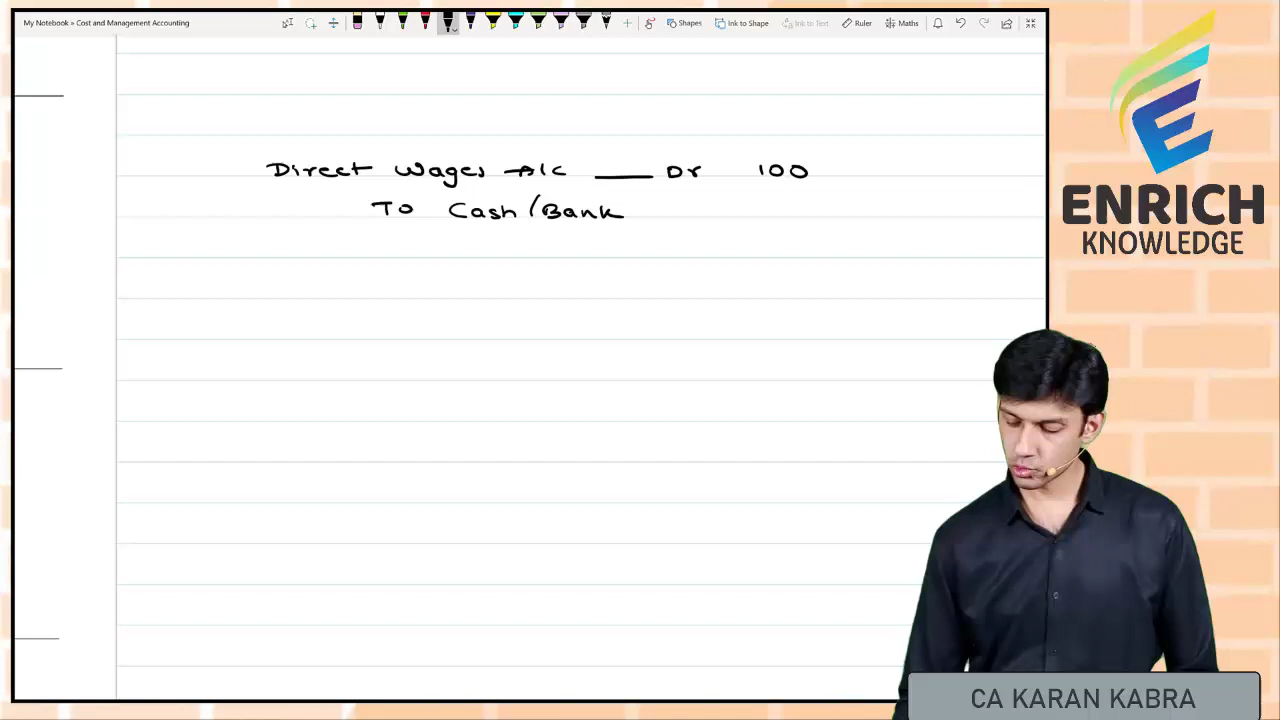 My Notebook » Cost and Management Accounting
Shapes
Ink to Shape
Ink to Text
Ruler
Maths
Direct Wages A/c ____ Dr 100
To Cash/Bank
ENRICH
KNOWLEDGE
CA KARAN KABRA